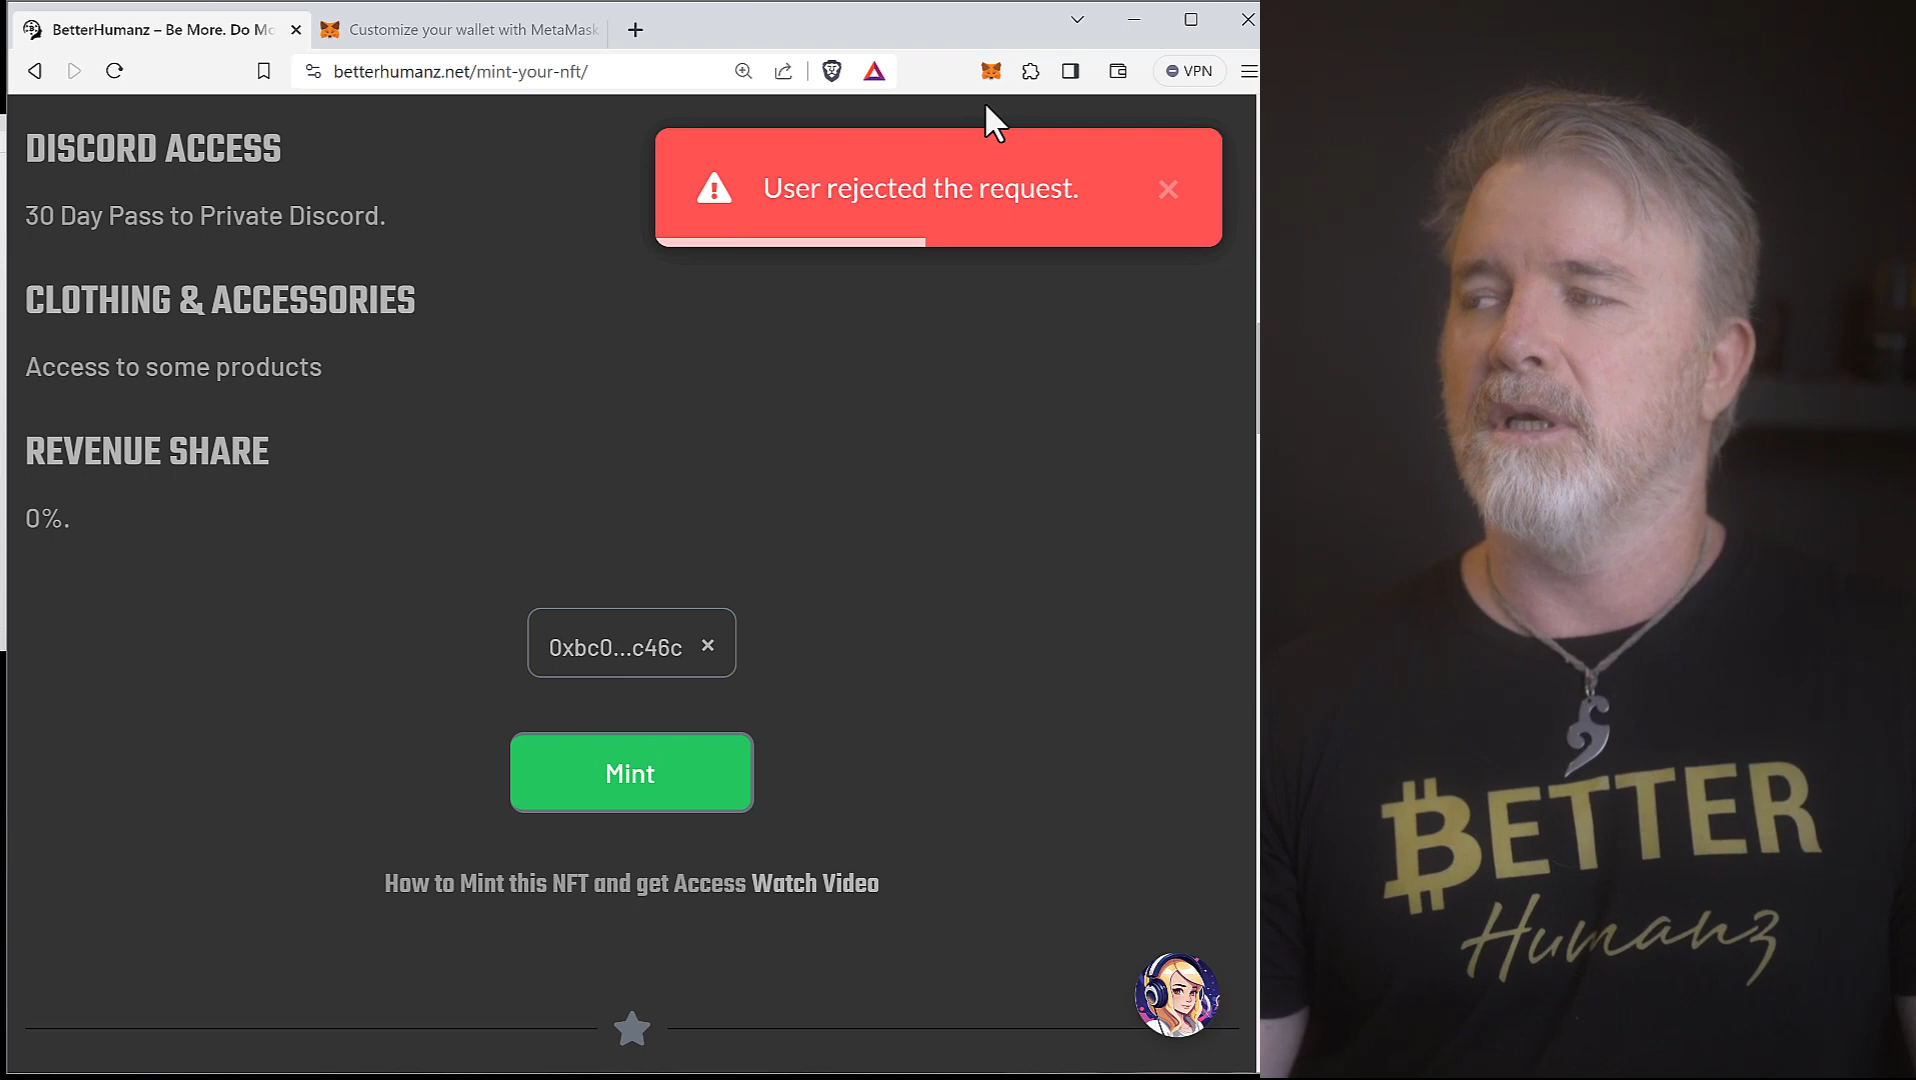 BetterHumanz – Be More. Do Mo
Customize your wallet with MetaMask
betterhumanz.net/mint-your-nft/
VPN
DISCORD ACCESS
30 Day Pass to Private Discord.
User rejected the request.
CLOTHING & ACCESSORIES
Access to some products
REVENUE SHARE
0%.
0xbc0...c46c
Mint
How to Mint this NFT and get Access Watch Video
₿ETTER
Humanz